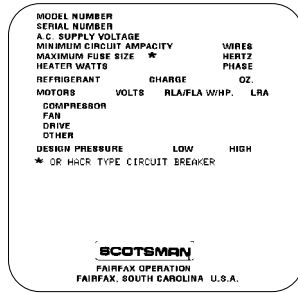 MODEL NUMBER
SERIAL NUMBER
A.C. SUPPLY VOLTAGE
MINIMUM CIRCUIT AMPACITY WIRES
MAXIMUM FUSE SIZE * HERTZ
HEATER WATTS PHASE
REFRIGERANT CHARGE OZ.
MOTORS VOLTS RLA/FLA W/HP. LRA
COMPRESSOR
FAN
DRIVE
OTHER
DESIGN PRESSURE LOW HIGH
* OR HACR TYPE CIRCUIT BREAKER
SCOTSMAN
FAIRFAX OPERATION
FAIRFAX, SOUTH CAROLINA U.S.A.